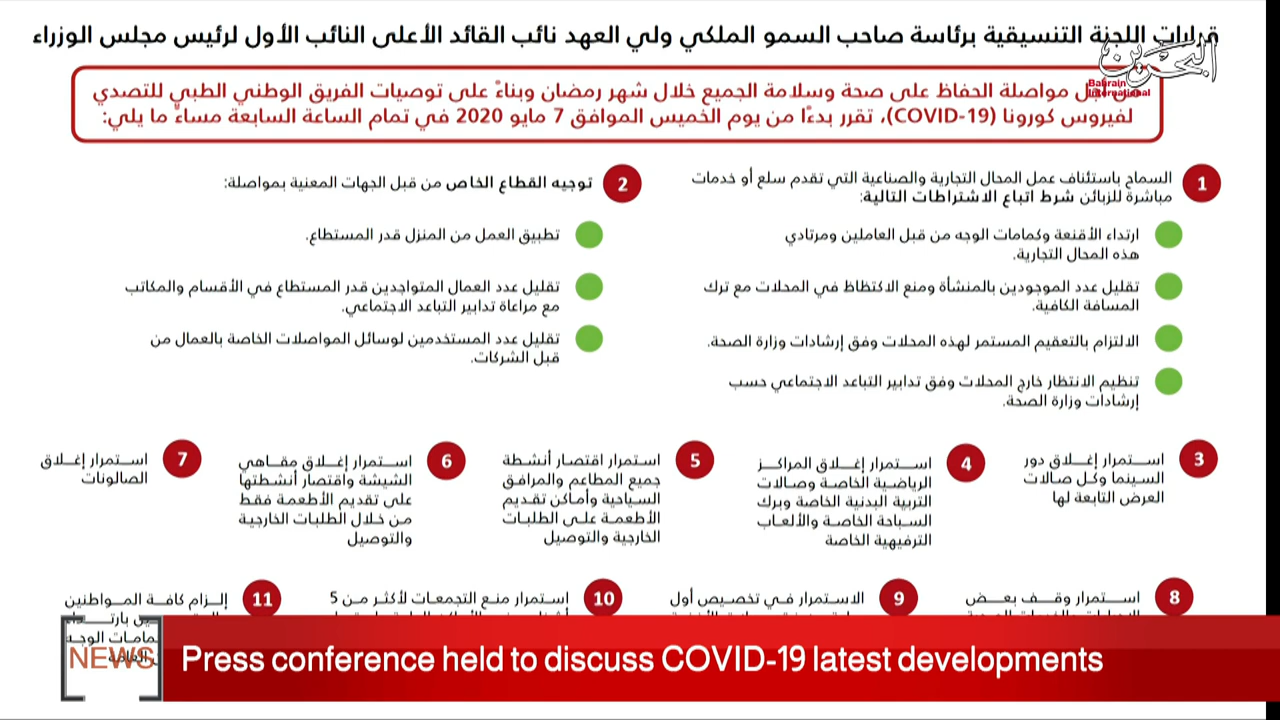 قرارات اللجنة التنسيقية برئاسة صاحب السمو الملكي ولي العهد نائب القائد الأعلى النائب الأول لرئيس مجلس الوزراء
البحرين
Bahrain
International
مواصلة الحفاظ على صحة وسلامة الجميع خلال شهر رمضان وبناءً على توصيات الفريق الوطني الطبي للتصدي
لفيروس كورونا (COVID-19)، تقرر بدءًا من يوم الخميس الموافق 7 مايو 2020 في تمام الساعة السابعة مساءً ما يلي:
1
السماح باستئناف عمل المحال التجارية والصناعية التي تقدم سلع أو خدمات
مباشرة للزبائن شرط اتباع الاشتراطات التالية:
ارتداء الأقنعة وكمامات الوجه من قبل العاملين ومرتادي
هذه المحال التجارية.
تقليل عدد الموجودين بالمنشأة ومنع الاكتظاظ في المحلات مع ترك
المسافة الكافية.
الالتزام بالتعقيم المستمر لهذه المحلات وفق إرشادات وزارة الصحة.
تنظيم الانتظار خارج المحلات وفق تدابير التباعد الاجتماعي حسب
إرشادات وزارة الصحة.
2
توجيه القطاع الخاص من قبل الجهات المعنية بمواصلة:
تطبيق العمل من المنزل قدر المستطاع.
تقليل عدد العمال المتواجدين قدر المستطاع في الأقسام والمكاتب
مع مراعاة تدابير التباعد الاجتماعي.
تقليل عدد المستخدمين لوسائل المواصلات الخاصة بالعمال من
قبل الشركات.
3
استمرار إغلاق دور
السينما وكل صالات
العرض التابعة لها
4
استمرار إغلاق المراكز
الرياضية الخاصة وصالات
التربية البدنية الخاصة وبرك
السباحة الخاصة والألعاب
الترفيهية الخاصة
5
استمرار اقتصار أنشطة
جميع المطاعم والمرافق
السياحية وأماكن تقديم
الأطعمة على الطلبات
الخارجية والتوصيل
6
استمرار إغلاق مقاهي
الشيشة واقتصار أنشطتها
على تقديم الأطعمة فقط
من خلال الطلبات الخارجية
والتوصيل
7
استمرار إغلاق
الصالونات
8
استمرار وقف بعض
9
الاستمرار في تخصيص أول
10
استمرار منع التجمعات لأكثر من 5
11
إلزام كافة المواطنين
NEWS
Press conference held to discuss COVID-19 latest developments